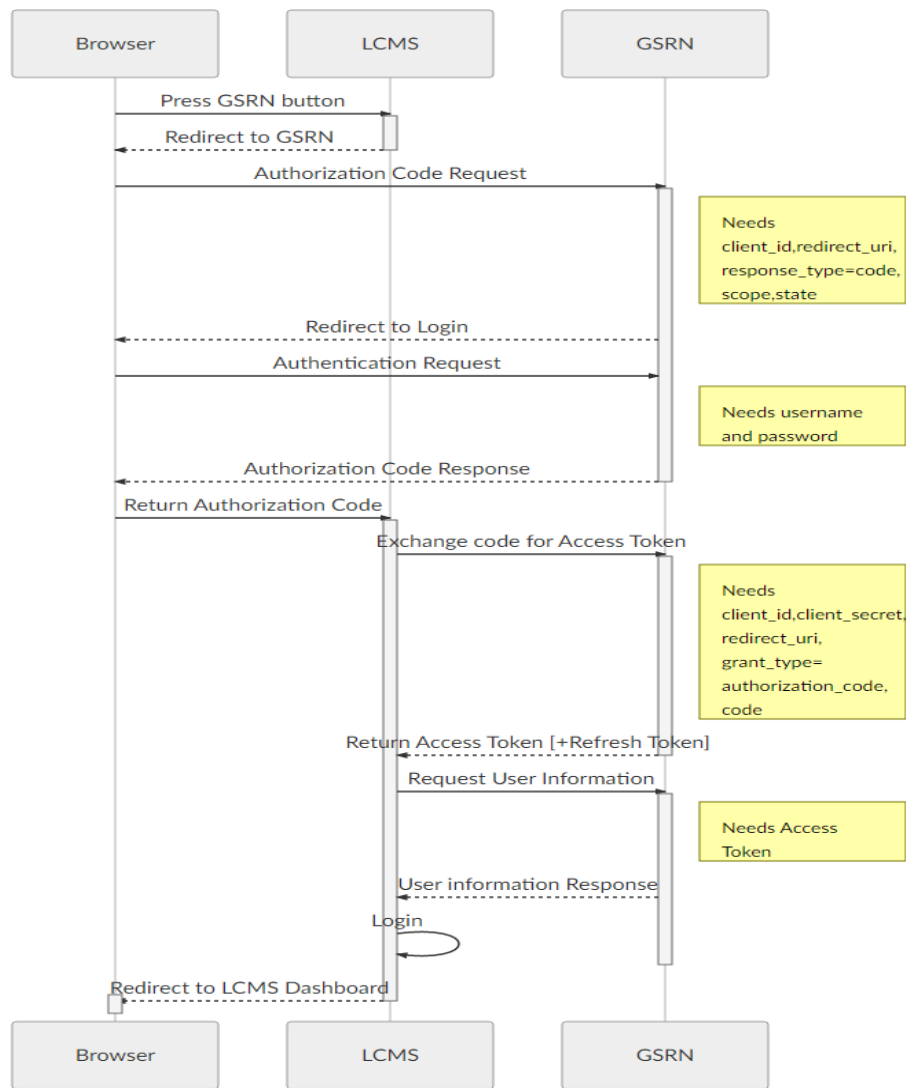 Browser
LCMS
GSRN
Press GSRN button
Redirect to GSRN
Authorization Code Request
Needs
client_id,redirect_uri,
response_type=code,
scope,state
Redirect to Login
Authentication Request
Needs username
and password
Authorization Code Response
Return Authorization Code
Exchange code for Access Token
Needs
client_id,client_secret,
redirect_uri,
grant_type=
authorization_code,
code
Return Access Token [+Refresh Token]
Request User Information
Needs Access
Token
User information Response
Login
Redirect to LCMS Dashboard
Browser
LCMS
GSRN